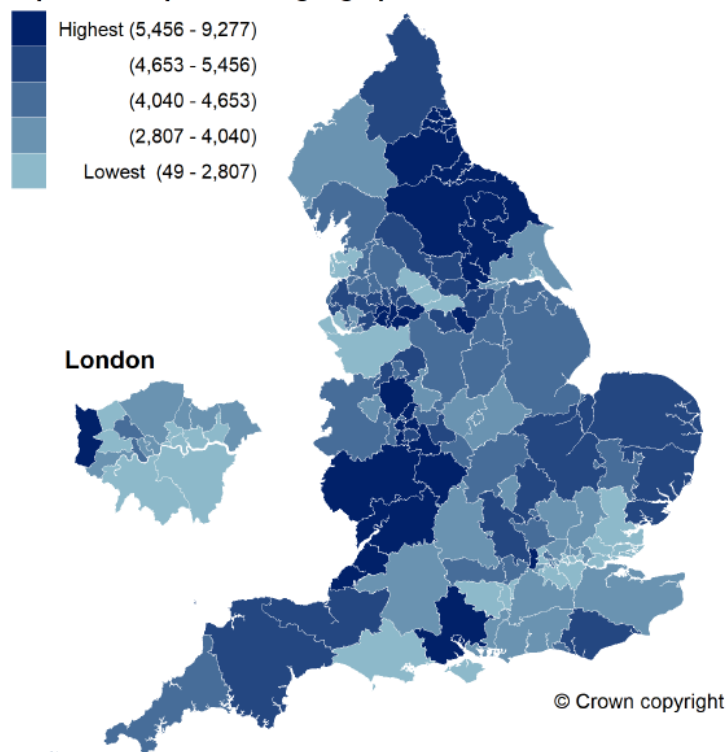 Highest (5,456 - 9,277)
(4,653 - 5,456)
(4,040 - 4,653)
(2,807 - 4,040)
Lowest (49 - 2,807)
London
© Crown copyright